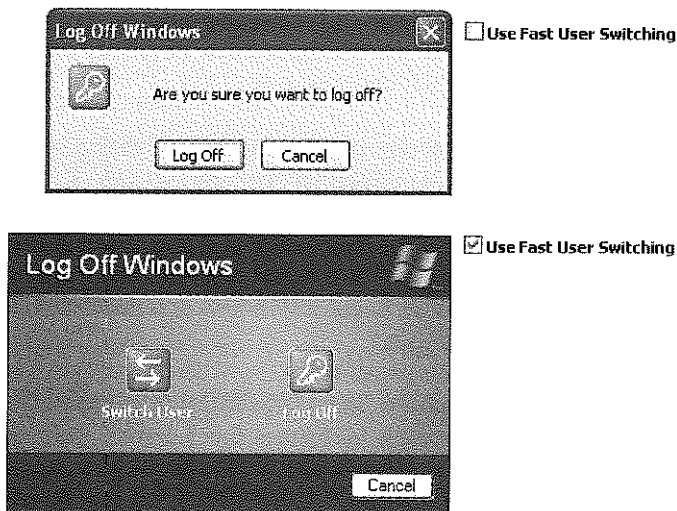 Log Off Windows
Use Fast User Switching
Are you sure you want to log off?
Log Off Cancel
Use Fast User Switching
Log Off Windows
Switch User Log Off
Cancel